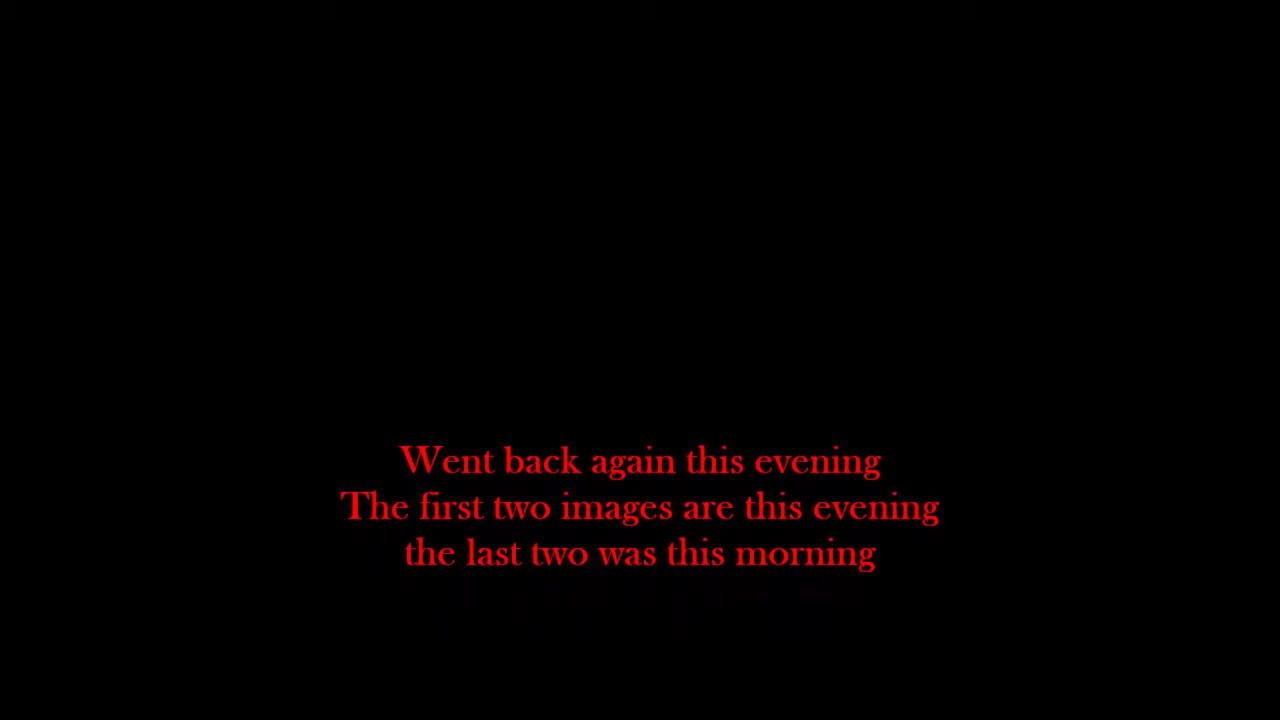 Went back again this evening
The first two images are this evening
the last two was this morning